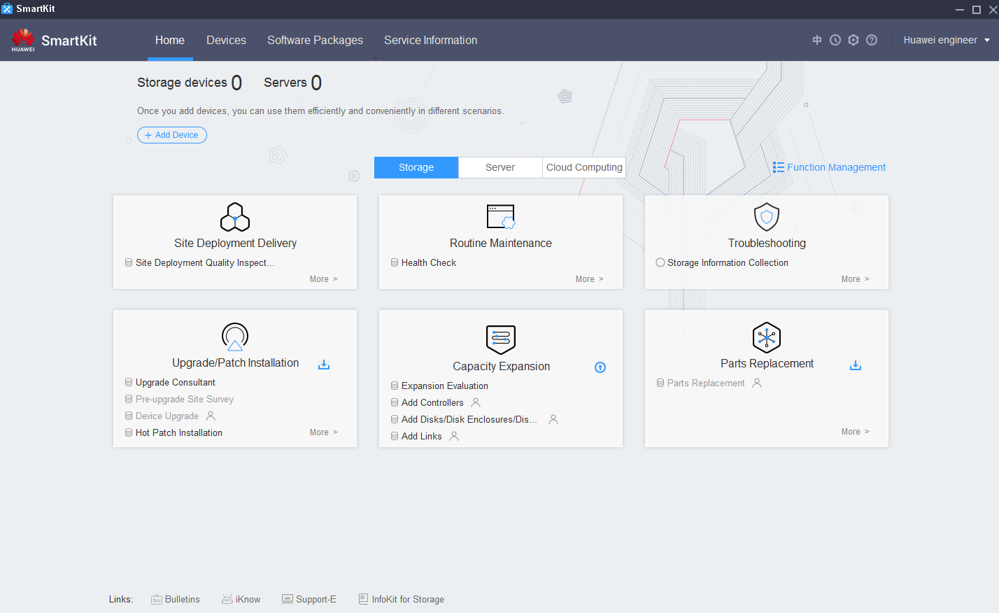 SmartKit
HUAWEI
SmartKit
Home
Devices
Software Packages
Service Information
中
Huawei engineer
Storage devices 0
Servers 0
Once you add devices, you can use them efficiently and conveniently in different scenarios.
+ Add Device
Storage
Server
Cloud Computing
Function Management
Site Deployment Delivery
Site Deployment Quality Inspect...
More >
Routine Maintenance
Health Check
More >
Troubleshooting
Storage Information Collection
More >
Upgrade/Patch Installation
Upgrade Consultant
Pre-upgrade Site Survey
Device Upgrade
Hot Patch Installation
More >
Capacity Expansion
Expansion Evaluation
Add Controllers
Add Disks/Disk Enclosures/Dis...
Add Links
Parts Replacement
Parts Replacement
More >
Links:
Bulletins
iKnow
Support-E
InfoKit for Storage